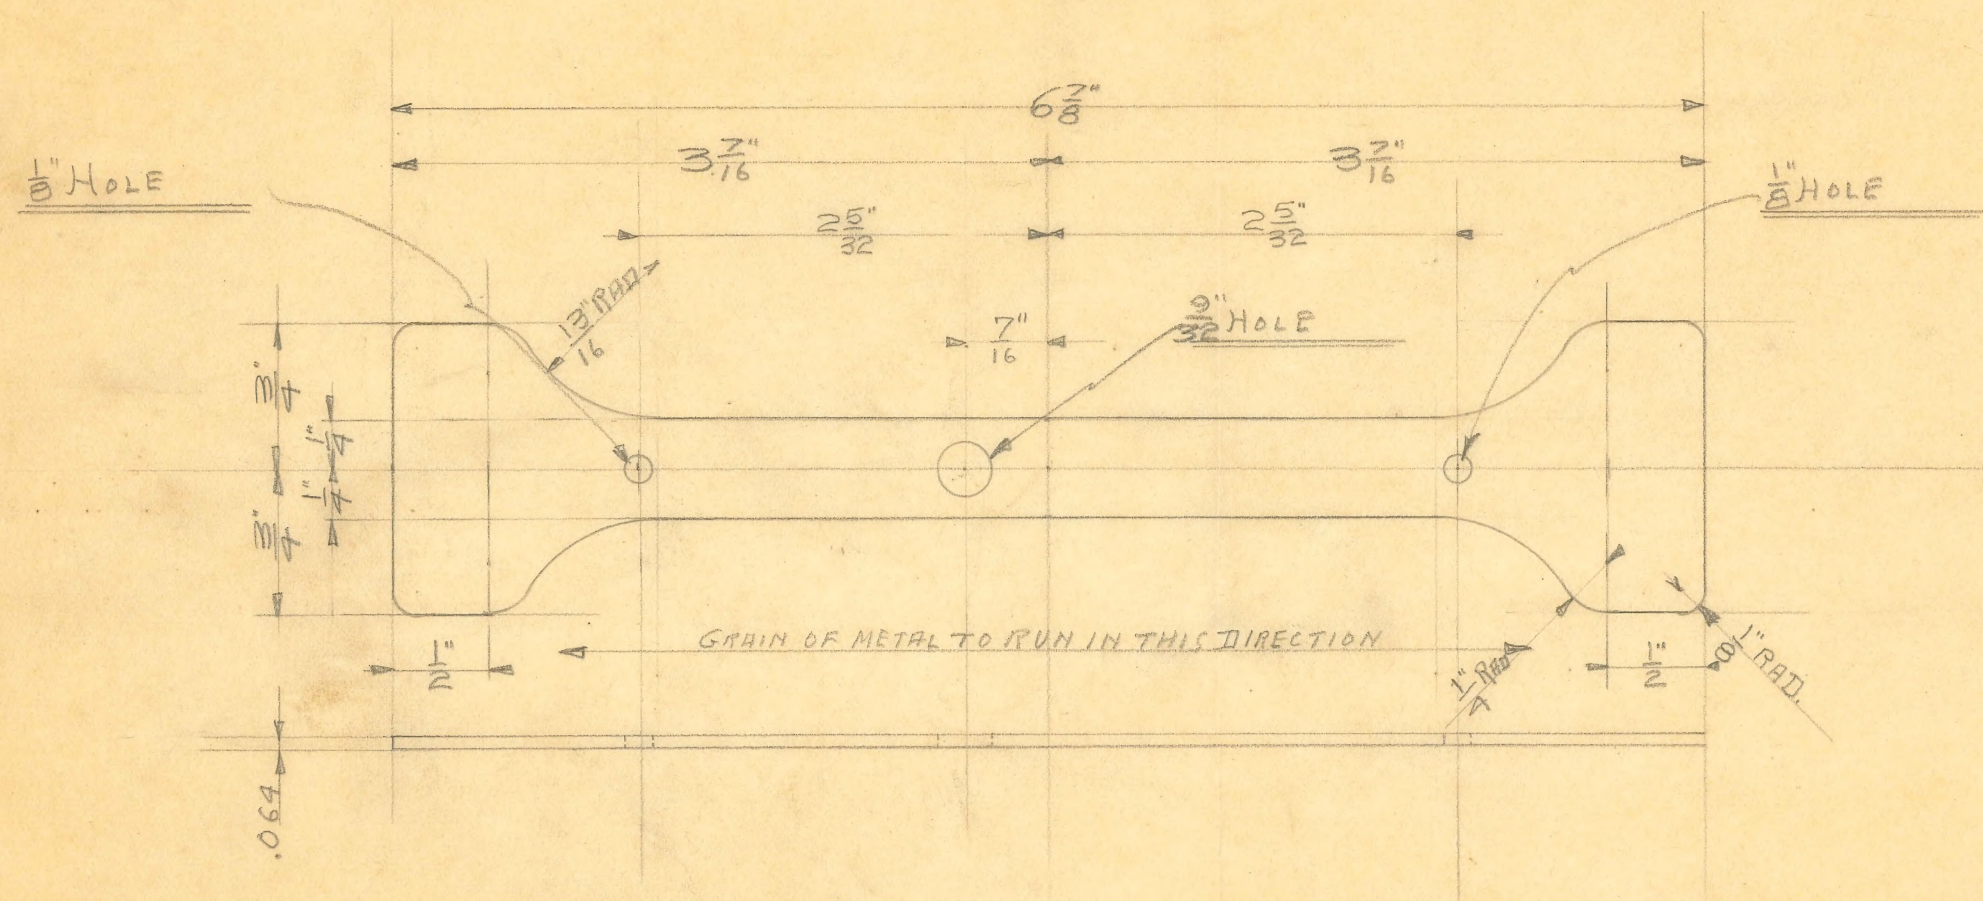 6 7/8"
3 7/16"
3 7/16"
1/8" HOLE
1/8" HOLE
2 5/32"
2 5/32"
13/16" RAD
7/16"
9/32" HOLE
3/4"
1/4"
1/4"
3/4"
GRAIN OF METAL TO RUN IN THIS DIRECTION
1/2"
1/4" RAD
1/2"
1/8" RAD.
.064